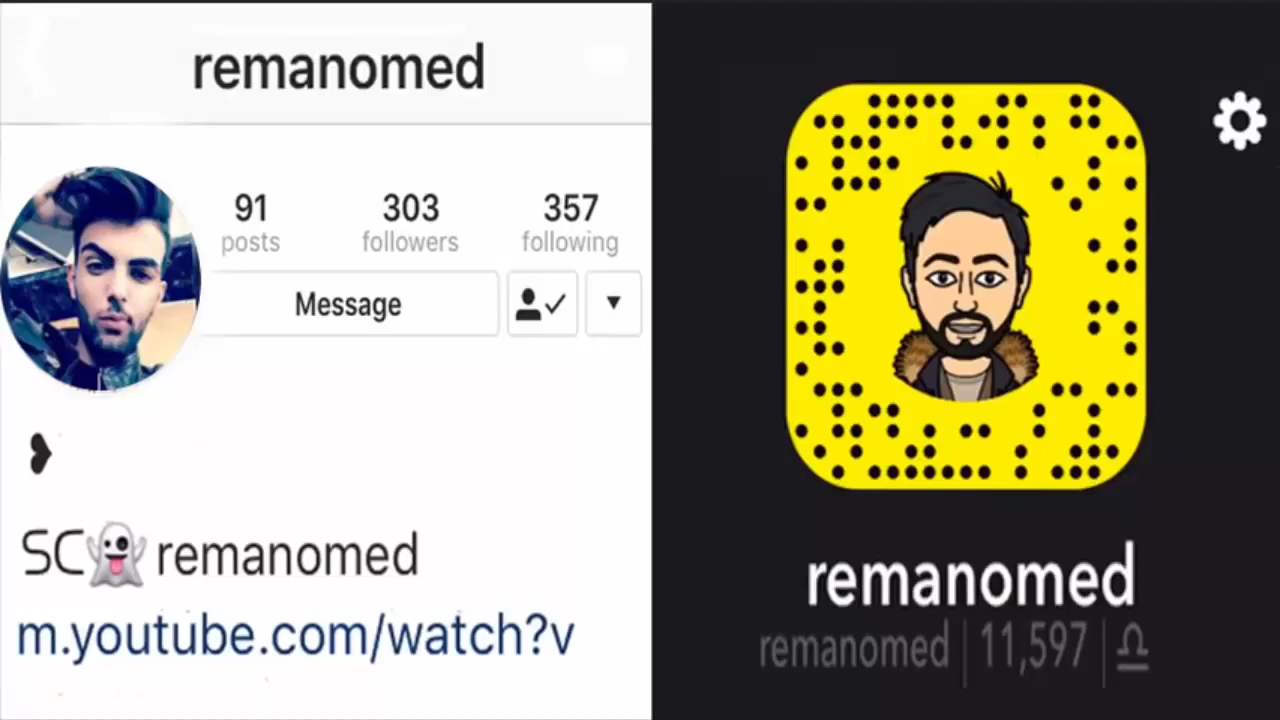 remanomed
91 303 357
posts followers following
Message
SC👻remanomed
m.youtube.com/watch?v
remanomed
remanomed | 11,597 | ♎